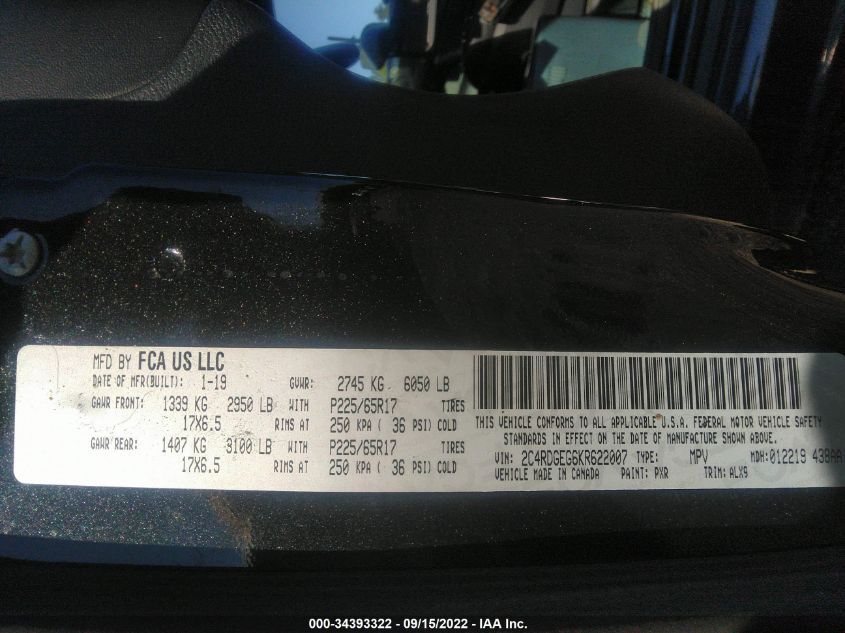 MFD BY FCA US LLC
DATE OF MFR(BUILT): 1-19 GVWR: 2745 KG 6050 LB
GAWR FRONT: 1339 KG 2950 LB WITH P225/65R17 TIRES
17X6.5 RIMS AT 250 KPA ( 36 PSI) COLD
GAWR REAR: 1407 KG 3100 LB WITH P225/65R17 TIRES
17X6.5 RIMS AT 250 KPA ( 36 PSI) COLD
THIS VEHICLE CONFORMS TO ALL APPLICABLE U.S.A. FEDERAL MOTOR VEHICLE SAFETY
STANDARDS IN EFFECT ON THE DATE OF MANUFACTURE SHOWN ABOVE.
VIN: 2C4RDGEG6KR622007 TYPE: MPV MDH:012219 438AA
VEHICLE MADE IN CANADA PAINT: PXR TRIM: ALX9
000-34393322 - 09/15/2022 - IAA Inc.